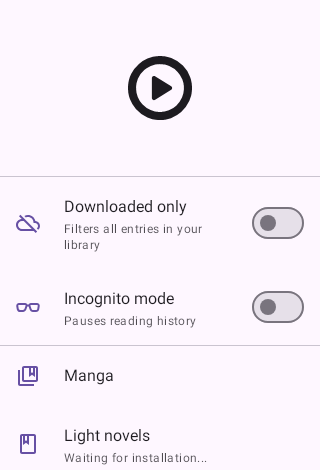 Downloaded only
Filters all entries in your
library
Incognito mode
Pauses reading history
Manga
Light novels
Waiting for installation...